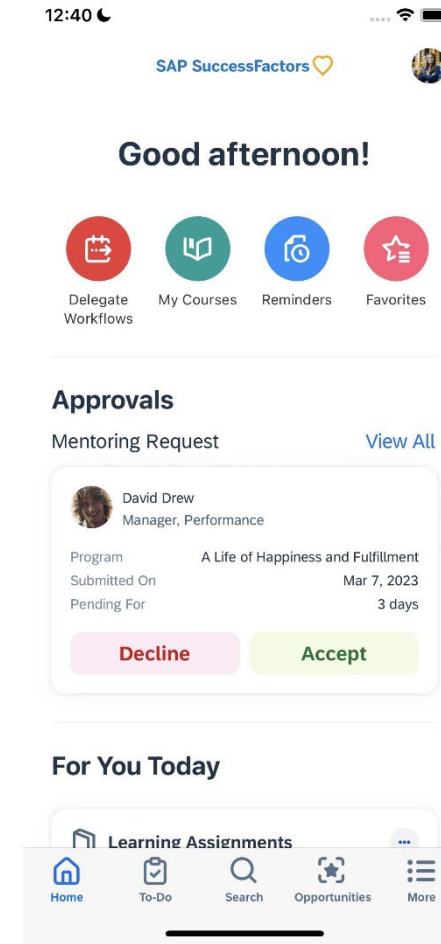 12:40
SAP SuccessFactors
Good afternoon!
Delegate
Workflows
My Courses
Reminders
Favorites
Approvals
Mentoring Request
View All
David Drew
Manager, Performance
Program
A Life of Happiness and Fulfillment
Submitted On
Mar 7, 2023
Pending For
3 days
Decline
Accept
For You Today
Learning Assignments
Home
To-Do
Search
Opportunities
More